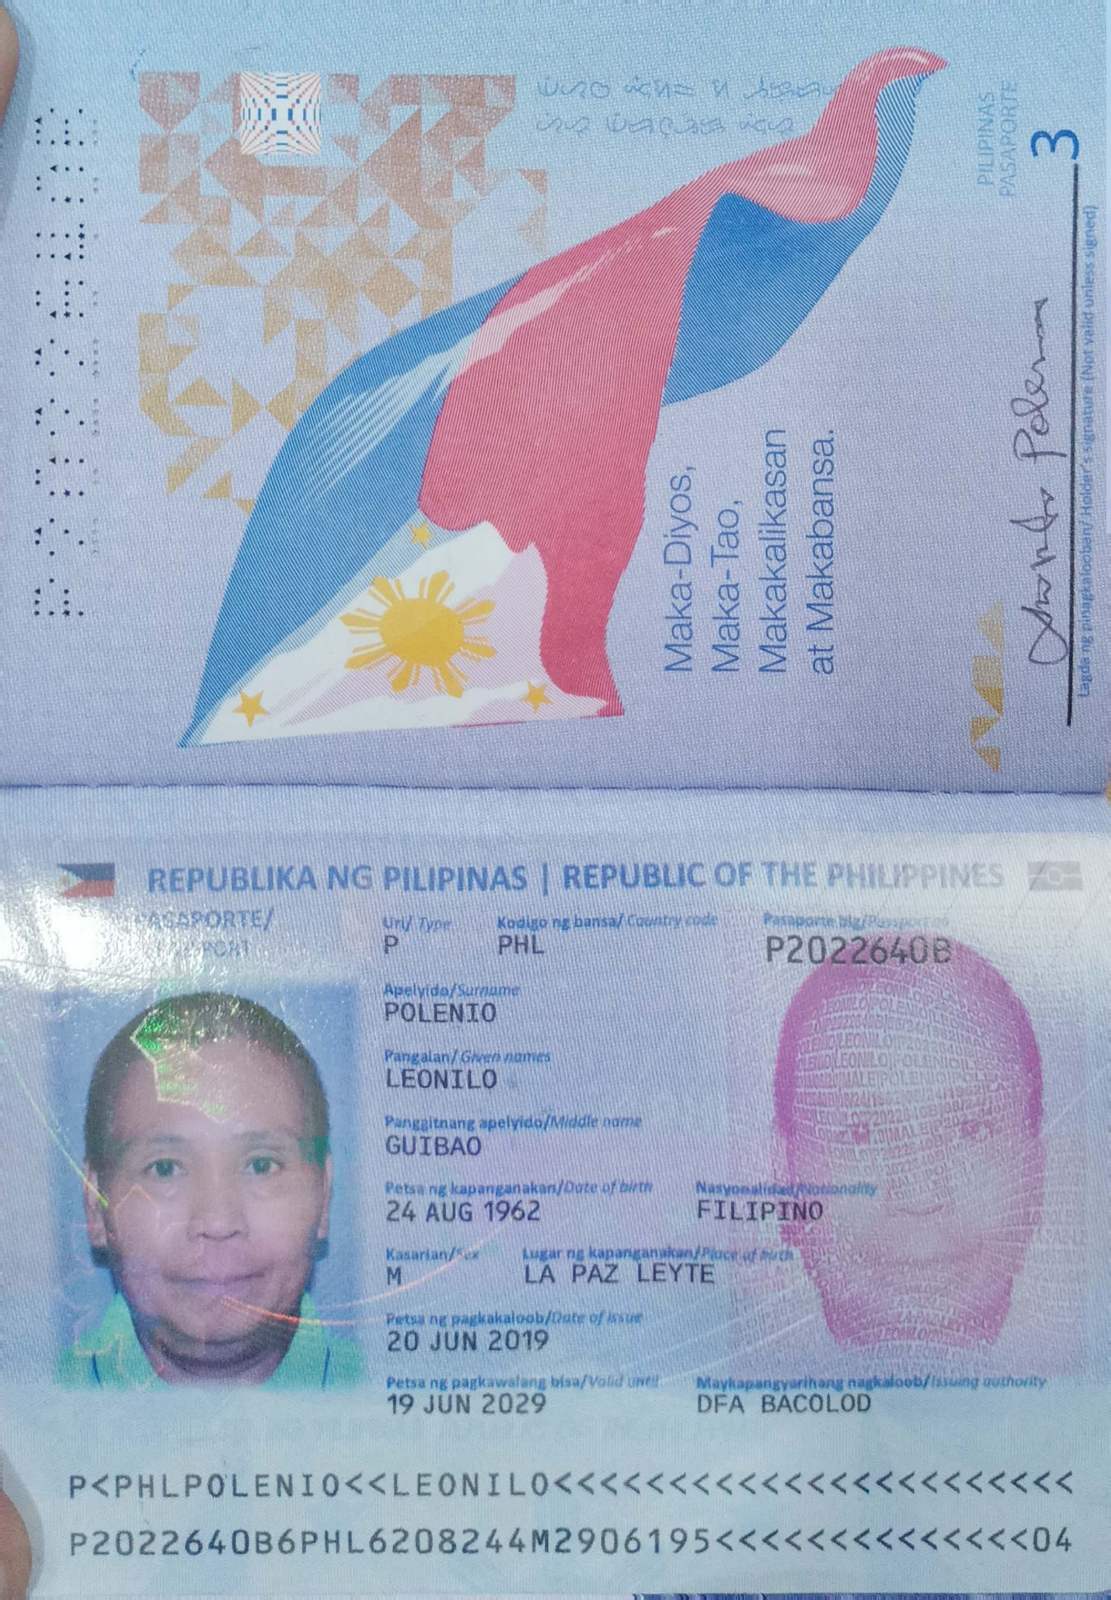 PILIPINAS
PASAPORTE
3
Maka-Diyos,
Maka-Tao,
Makakalikasan
at Makabansa.
Lagda ng pinagkalooban/ Holder's signature (Not valid unless signed)
REPUBLIKA NG PILIPINAS | REPUBLIC OF THE PHILIPPINES
PASAPORTE/
PASSPORT
Uri/ Type
P
Kodigo ng bansa/ Country code
PHL
Pasaporte blg/Passport no
P2022640B
Apelyido/Surname
POLENIO
Pangalan/ Given names
LEONILO
Panggitnang apelyido/Middle name
GUIBAO
Petsa ng kapanganakan/Date of birth
24 AUG 1962
Nasyonalidad/Nationality
FILIPINO
Kasarian/Sex
M
Lugar ng kapanganakan/Place of birth
LA PAZ LEYTE
Petsa ng pagkakaloob/Date of issue
20 JUN 2019
Petsa ng pagkawalang bisa/Valid until
19 JUN 2029
Maykapangyarihang nagkaloob/Issuing authority
DFA BACOLOD
P<PHLPOLENIO<<LEONILO<<<<<<<<<<<<<<<<<<<<<<<
P2022640B6PHL6208244M2906195<<<<<<<<<<<<<<04